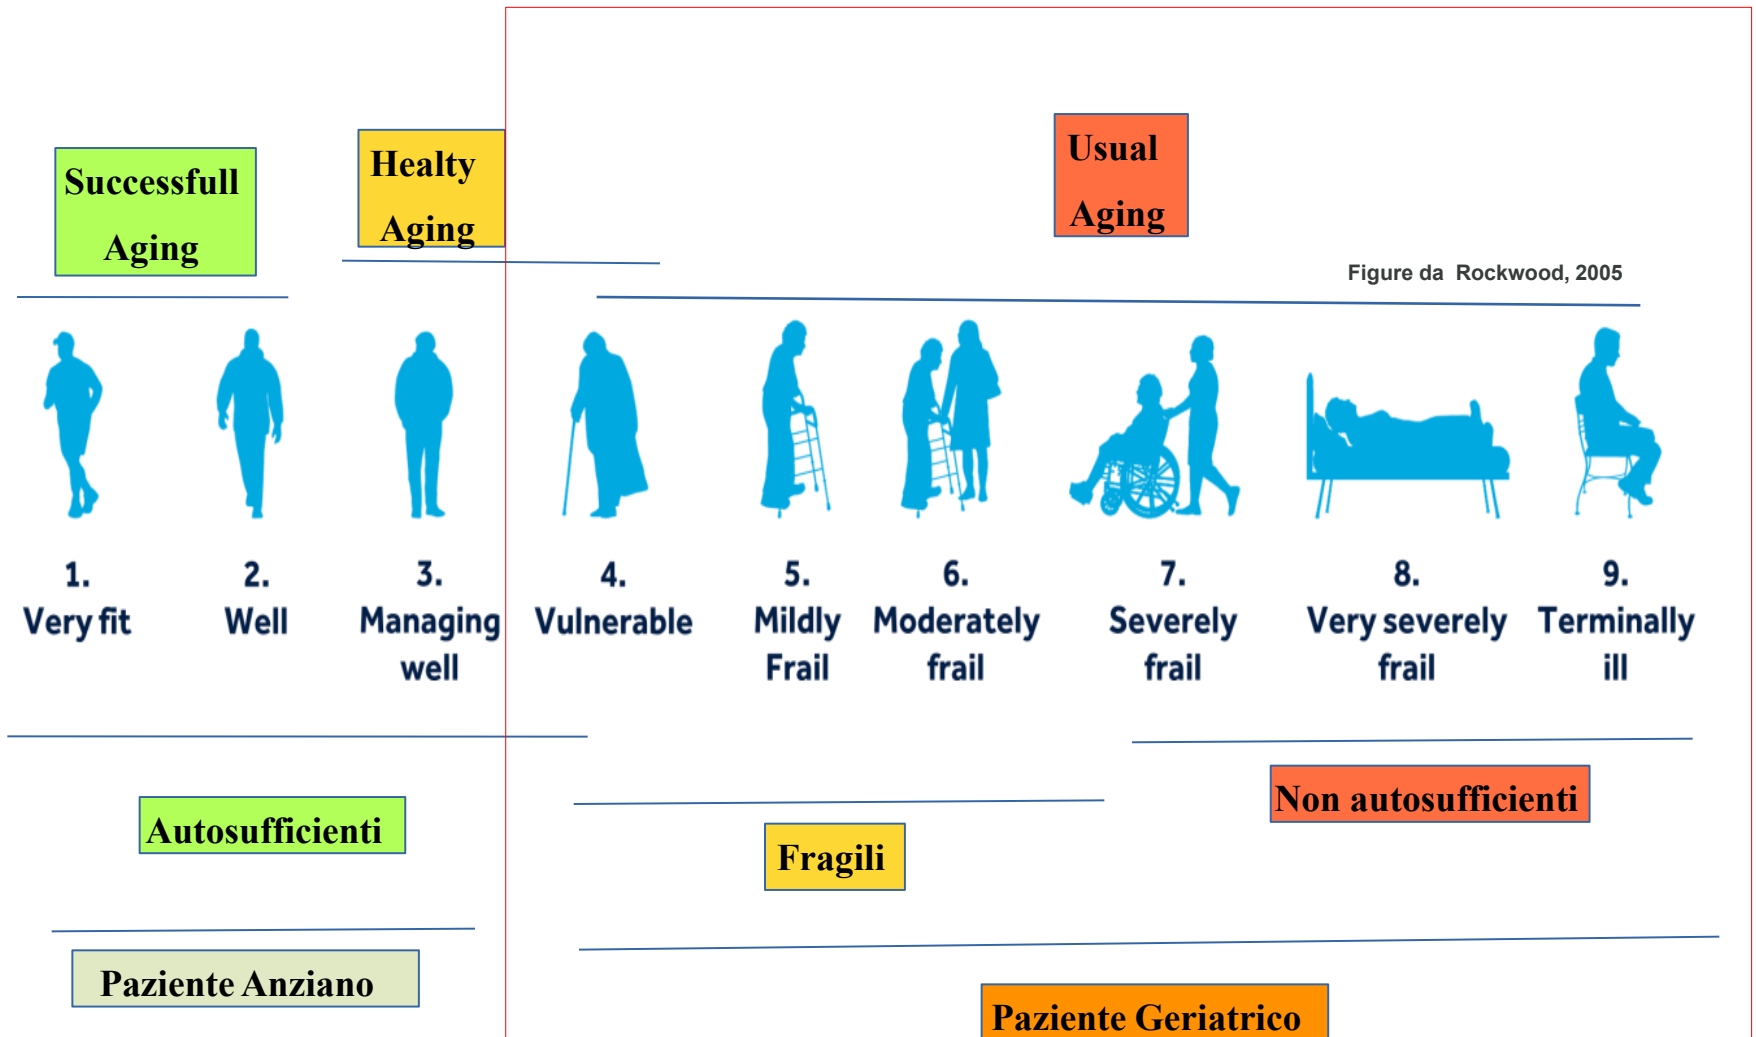 Successfull
Aging
Healty
Aging
Usual
Aging
Figure da Rockwood, 2005
1.
Very fit
2.
Well
3.
Managing
well
4.
Vulnerable
5.
Mildly
Frail
6.
Moderately
frail
7.
Severely
frail
8.
Very severely
frail
9.
Terminally
ill
Autosufficienti
Fragili
Non autosufficienti
Paziente Anziano
Paziente Geriatrico